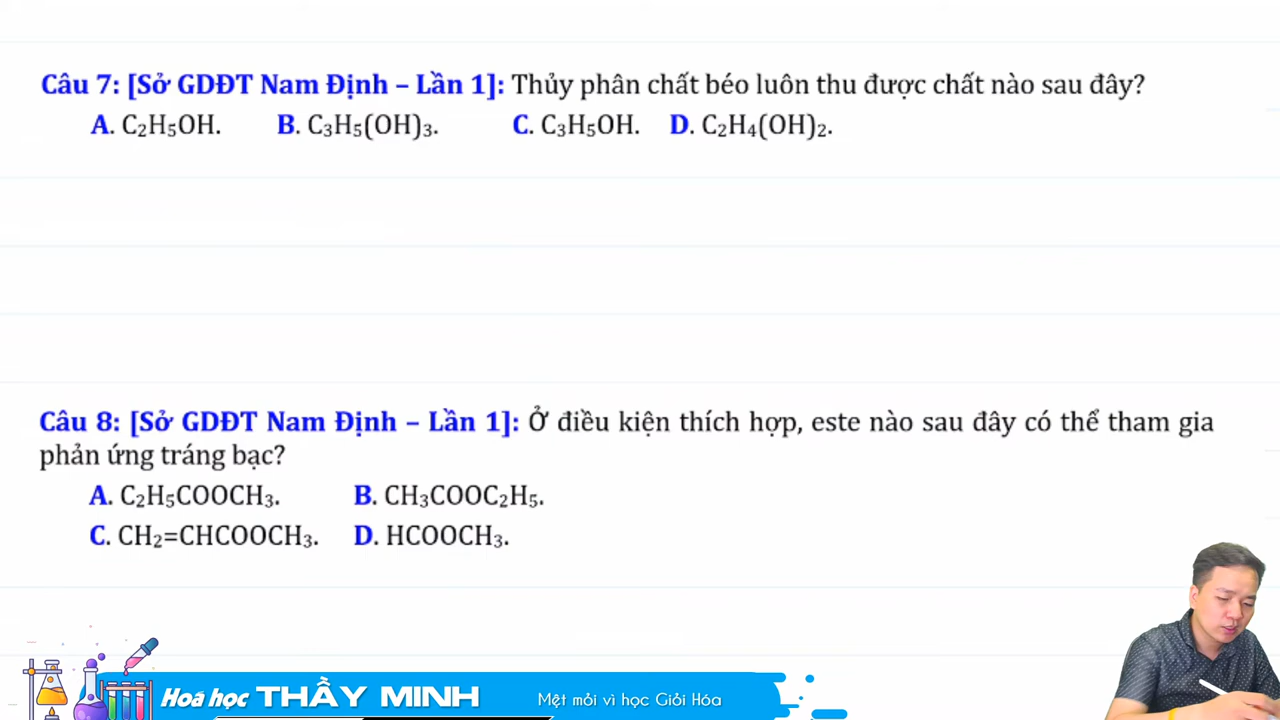 Câu 7: [Sở GDĐT Nam Định – Lần 1]: Thủy phân chất béo luôn thu được chất nào sau đây?
A. C₂H₅OH. B. C₃H₅(OH)₃. C. C₃H₅OH. D. C₂H₄(OH)₂.
Câu 8: [Sở GDĐT Nam Định – Lần 1]: Ở điều kiện thích hợp, este nào sau đây có thể tham gia
phản ứng tráng bạc?
A. C₂H₅COOCH₃. B. CH₃COOC₂H₅.
C. CH₂=CHCOOCH₃. D. HCOOCH₃.
Hoá học THẦY MINH Mệt mỏi vì học Giỏi Hóa